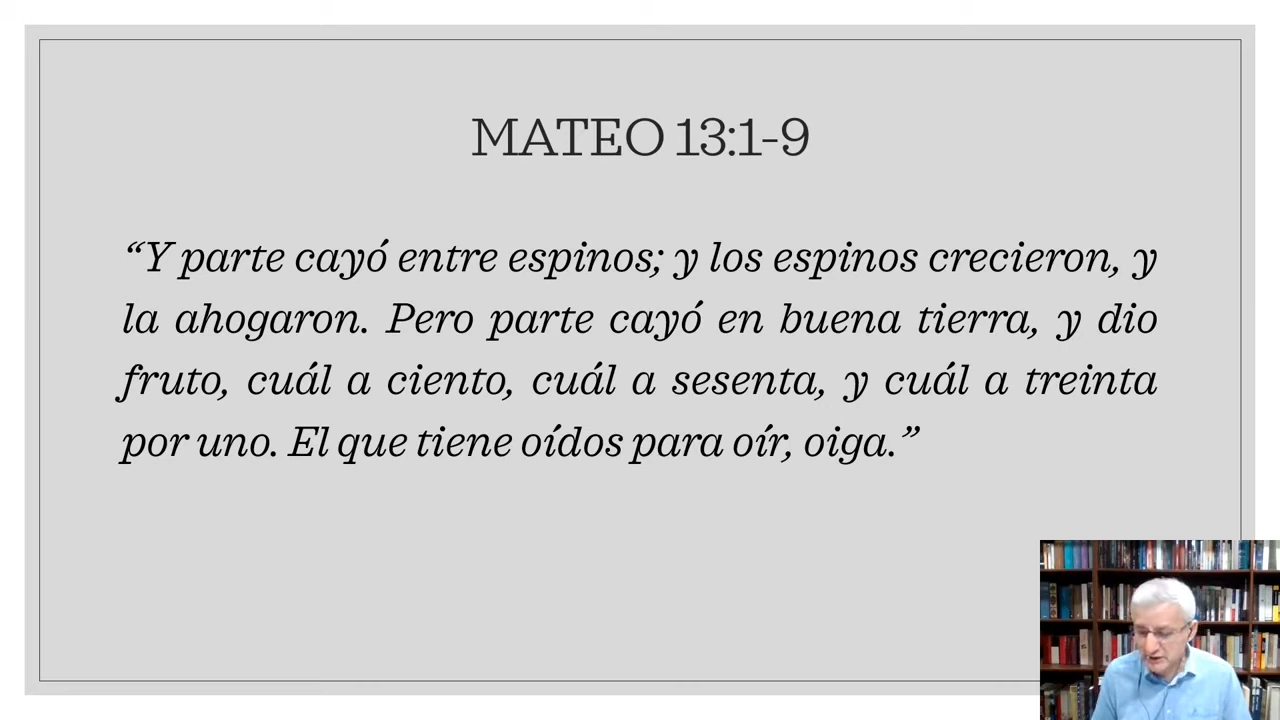 MATEO 13:1-9
“Y parte cayó entre espinos; y los espinos crecieron, y
la ahogaron. Pero parte cayó en buena tierra, y dio
fruto, cuál a ciento, cuál a sesenta, y cuál a treinta
por uno. El que tiene oídos para oír, oiga.”